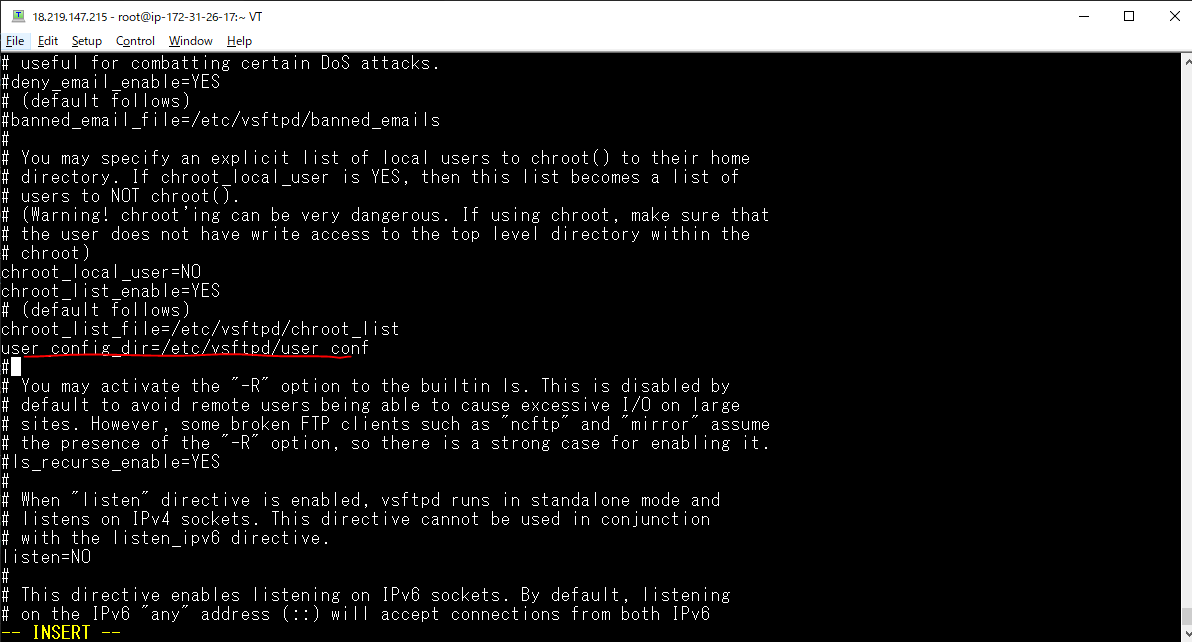 18.219.147.215 - root@ip-172-31-26-17:~ VT
File Edit Setup Control Window Help
# useful for combatting certain DoS attacks.
#deny_email_enable=YES
# (default follows)
#banned_email_file=/etc/vsftpd/banned_emails
#
# You may specify an explicit list of local users to chroot() to their home
# directory. If chroot_local_user is YES, then this list becomes a list of
# users to NOT chroot().
# (Warning! chroot'ing can be very dangerous. If using chroot, make sure that
# the user does not have write access to the top level directory within the
# chroot)
chroot_local_user=NO
chroot_list_enable=YES
# (default follows)
chroot_list_file=/etc/vsftpd/chroot_list
user_config_dir=/etc/vsftpd/user_conf
#
# You may activate the "-R" option to the builtin ls. This is disabled by
# default to avoid remote users being able to cause excessive I/O on large
# sites. However, some broken FTP clients such as "ncftp" and "mirror" assume
# the presence of the "-R" option, so there is a strong case for enabling it.
#ls_recurse_enable=YES
#
# When "listen" directive is enabled, vsftpd runs in standalone mode and
# listens on IPv4 sockets. This directive cannot be used in conjunction
# with the listen_ipv6 directive.
listen=NO
#
# This directive enables listening on IPv6 sockets. By default, listening
# on the IPv6 "any" address (::) will accept connections from both IPv6
-- INSERT --